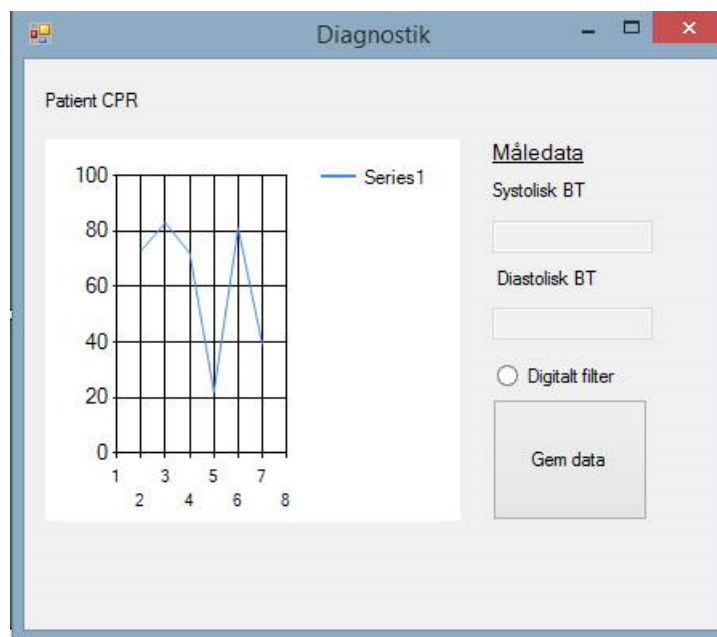 Diagnostik
Patient CPR
100
80
60
40
20
0
1 3 5 7
2 4 6 8
Series1
Måledata
Systolisk BT
Diastolisk BT
Digitalt filter
Gem data